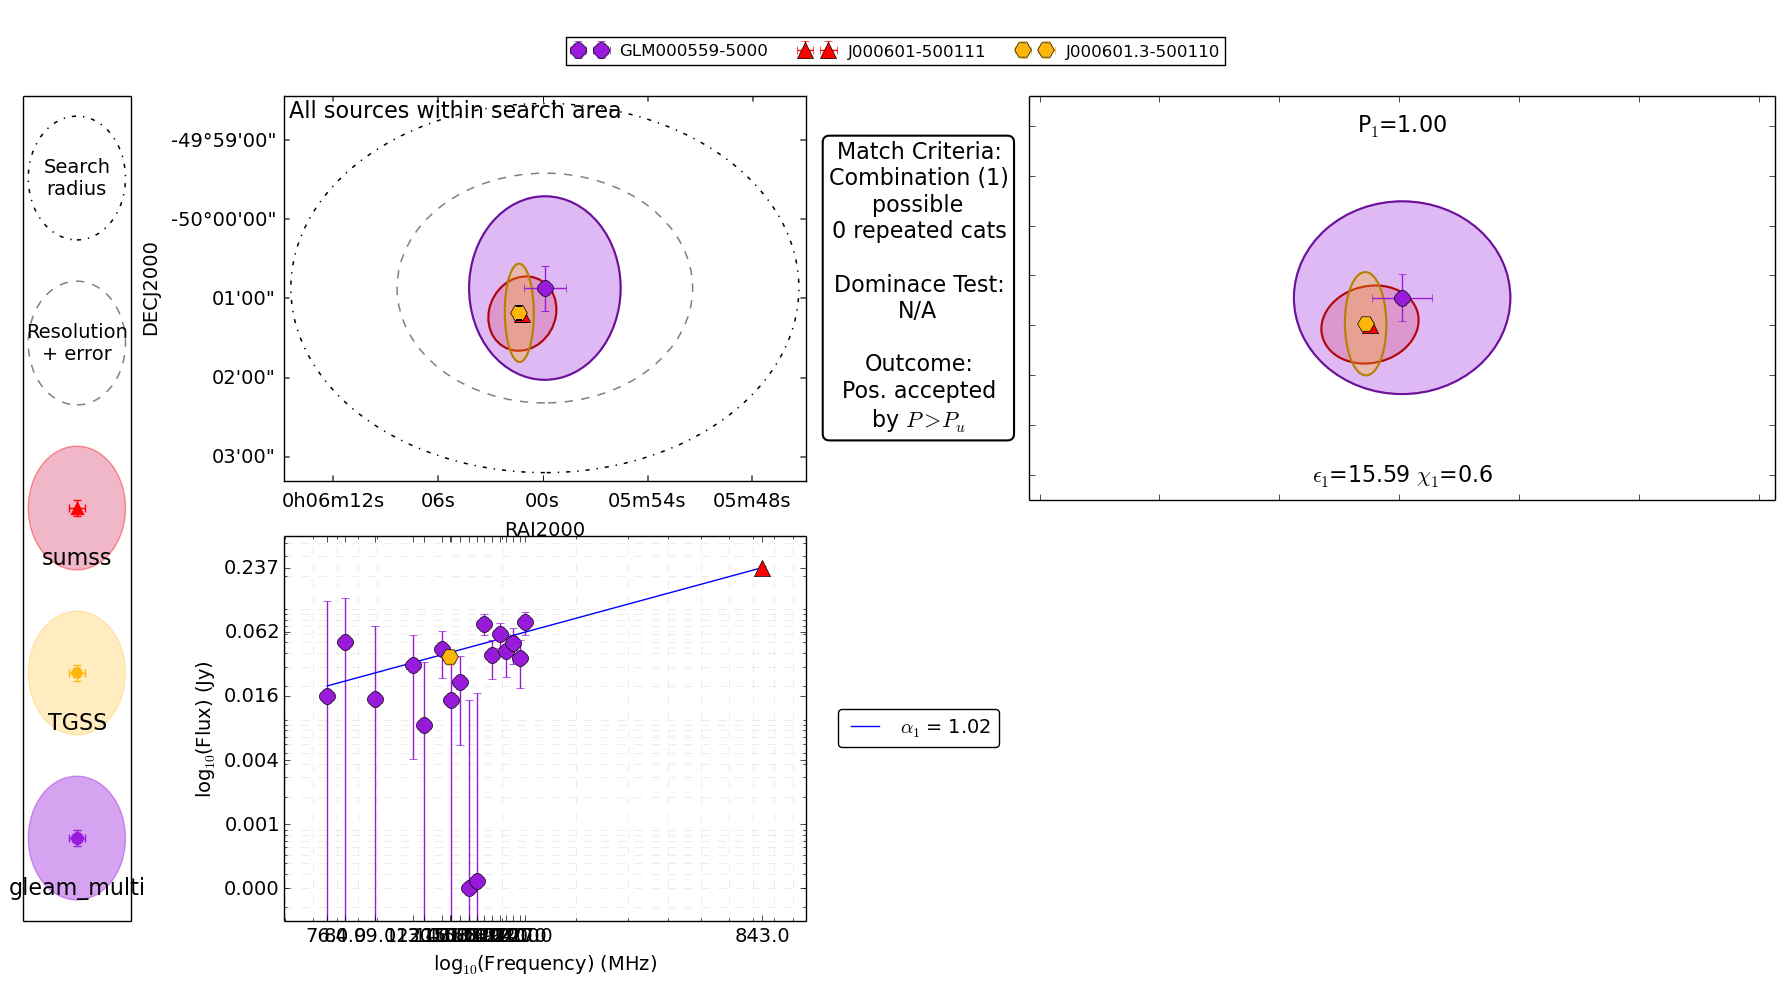 GLM000559-5000 J000601-500111 J000601.3-500110
Search
radius
Resolution
+ error
sumss
TGSS
gleam_multi
All sources within search area
-49°59'00"
-50°00'00"
01'00"
02'00"
03'00"
DECJ2000
0h06m12s 06s 00s 05m54s 05m48s
RAJ2000
Match Criteria:
Combination (1)
possible
0 repeated cats
Dominace Test:
N/A
Outcome:
Pos. accepted
by P>Pᵤ
P₁=1.00
ϵ₁=15.59 χ₁=0.6
0.237
0.062
0.016
0.004
0.001
0.000
log₁₀(Flux) (Jy)
843.0
log₁₀(Frequency) (MHz)
α₁ = 1.02